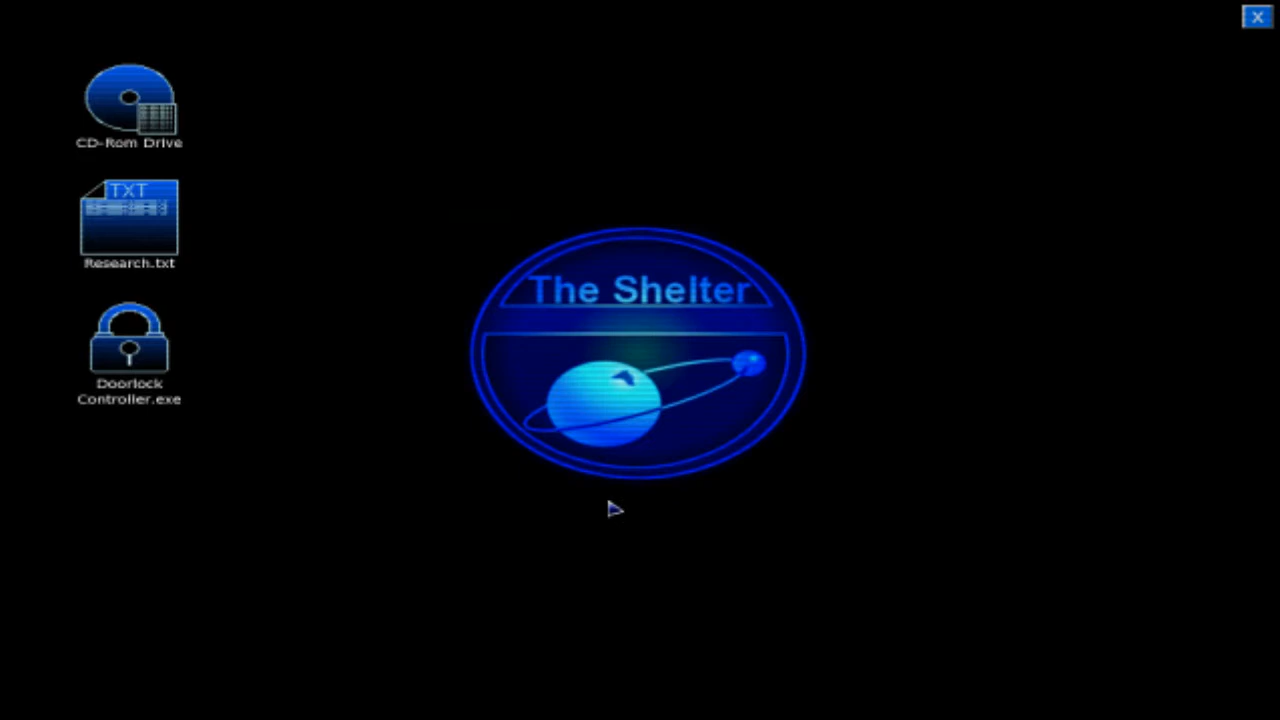 CD-Rom Drive
TXT
Research.txt
Doorlock
Controller.exe
The Shelter
X